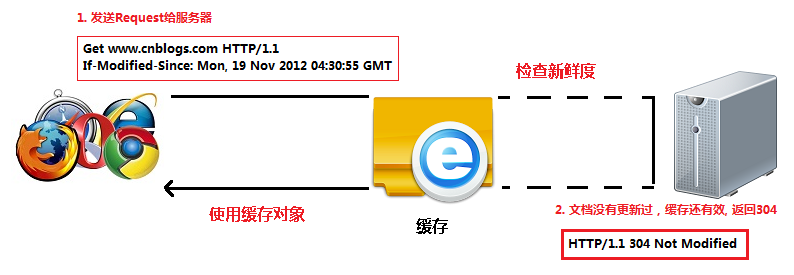 1. 发送Request给服务器
Get www.cnblogs.com HTTP/1.1
If-Modified-Since: Mon, 19 Nov 2012 04:30:55 GMT
检查新鲜度
使用缓存对象
缓存
2. 文档没有更新过，缓存还有效, 返回304
HTTP/1.1 304 Not Modified